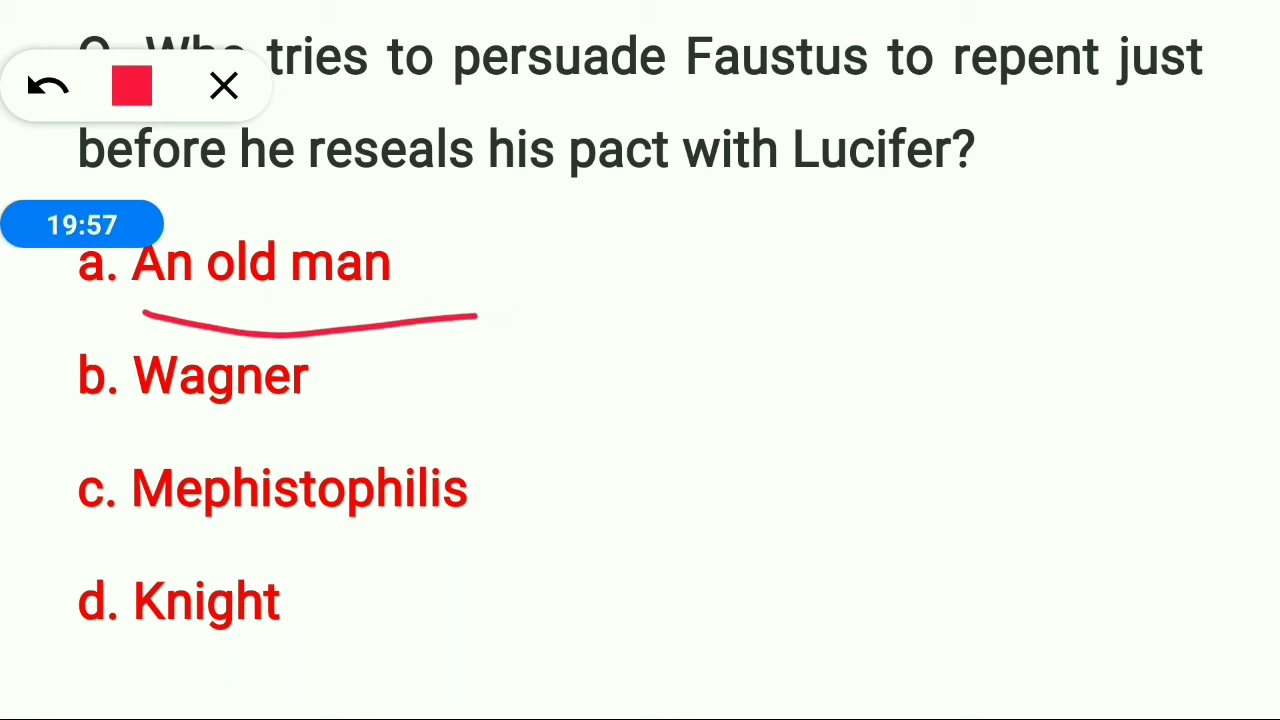 tries to persuade Faustus to repent just
before he reseals his pact with Lucifer?
19:57
a. An old man
b. Wagner
c. Mephistophilis
d. Knight